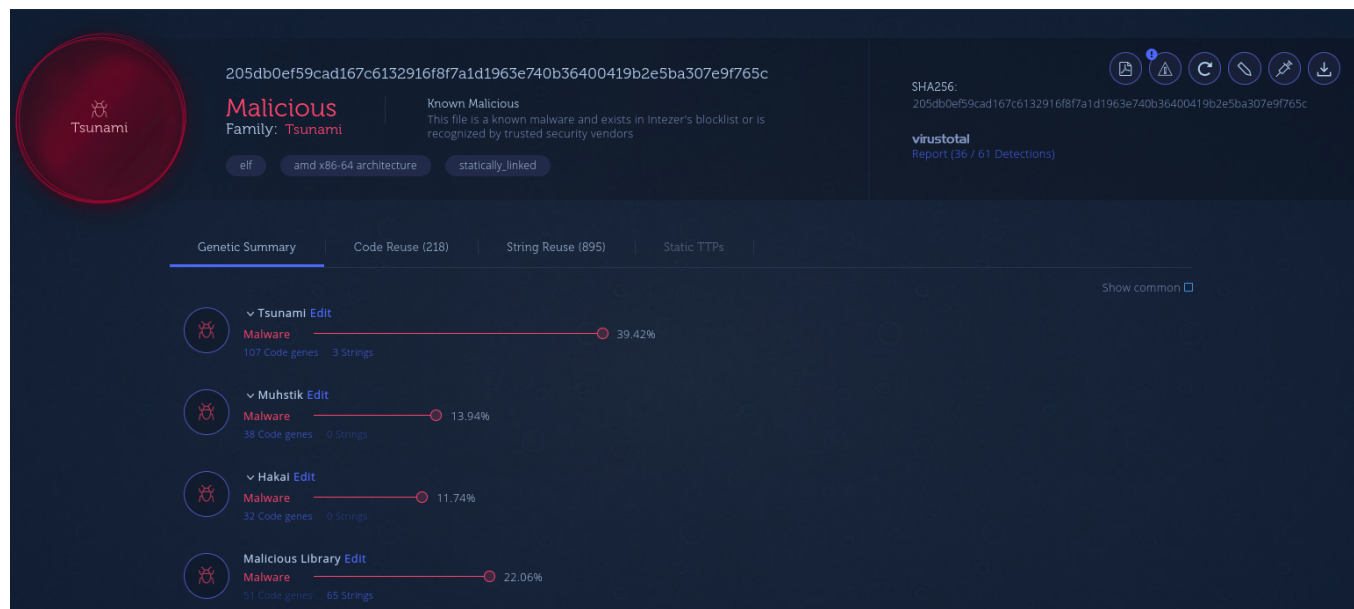 Tsunami
205db0ef59cad167c6132916f8f7a1d1963e740b36400419b2e5ba307e9f765c
Malicious
Family: Tsunami
Known Malicious
This file is a known malware and exists in Intezer's blocklist or is
recognized by trusted security vendors
elf amd x86-64 architecture statically_linked
SHA256:
205db0ef59cad167c6132916f8f7a1d1963e740b36400419b2e5ba307e9f765c
virustotal
Report (36 / 61 Detections)
Genetic Summary Code Reuse (218) String Reuse (895) Static TTPs
Show common
Tsunami Edit
Malware 39.42%
107 Code genes 3 Strings
Muhstik Edit
Malware 13.94%
38 Code genes 0 Strings
Hakai Edit
Malware 11.74%
32 Code genes 0 Strings
Malicious Library Edit
Malware 22.06%
51 Code genes 65 Strings